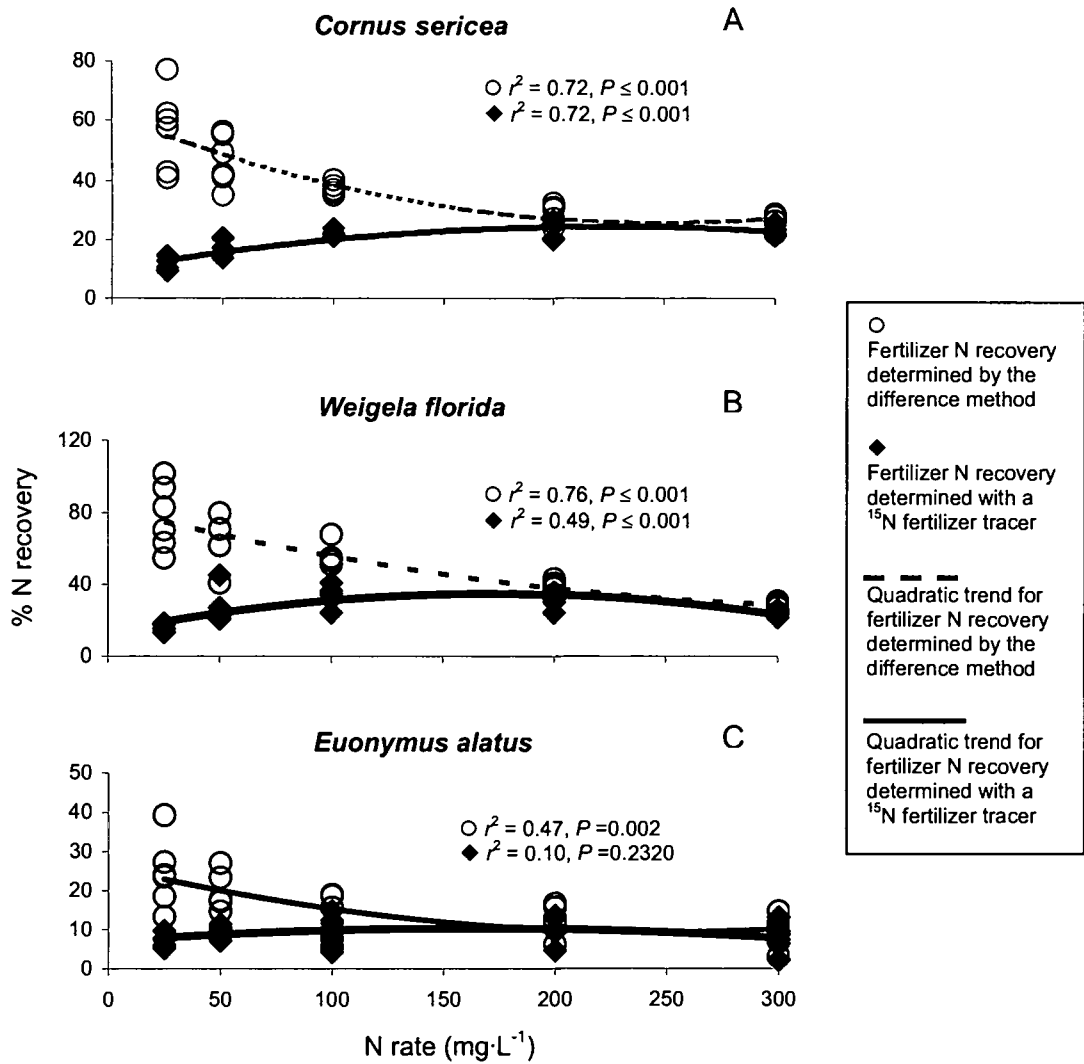 Cornus sericea
A
80
60
40
20
0
○ r² = 0.72, P ≤ 0.001
◆ r² = 0.72, P ≤ 0.001
Weigela florida
B
% N recovery
120
80
40
0
○ r² = 0.76, P ≤ 0.001
◆ r² = 0.49, P ≤ 0.001
Euonymus alatus
C
50
40
30
20
10
0
○ r² = 0.47, P =0.002
◆ r² = 0.10, P =0.2320
0 50 100 150 200 250 300
N rate (mg·L⁻¹)
Fertilizer N recovery
determined by the
difference method
Fertilizer N recovery
determined with a
¹⁵N fertilizer tracer
Quadratic trend for
fertilizer N recovery
determined by the
difference method
Quadratic trend for
fertilizer N recovery
determined with a
¹⁵N fertilizer tracer